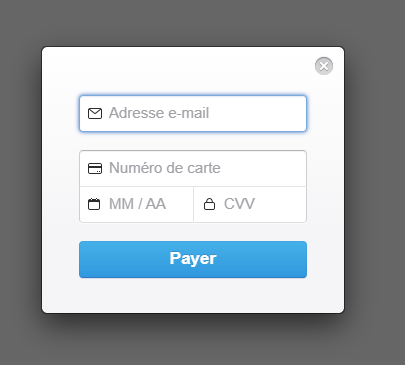 Adresse e-mail
Numéro de carte
MM / AA
CVV
Payer